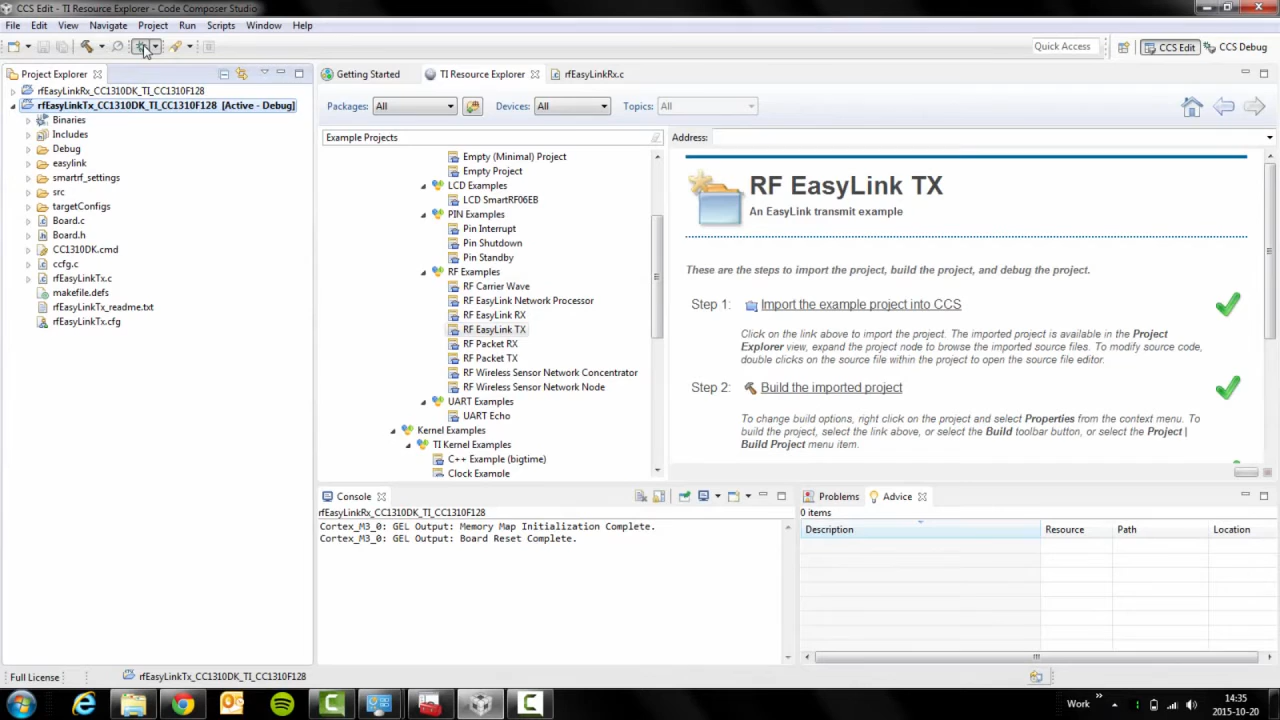 CCS Edit - TI Resource Explorer - Code Composer Studio
File Edit View Navigate Project Run Scripts Window Help
Quick Access
CCS Edit
CCS Debug
Project Explorer
rfEasyLinkRx_CC1310DK_TI_CC1310F128
rfEasyLinkTx_CC1310DK_TI_CC1310F128 [Active - Debug]
Binaries
Includes
Debug
easylink
smartrf_settings
src
targetConfigs
Board.c
Board.h
CC1310DK.cmd
ccfg.c
rfEasyLinkTx.c
makefile.defs
rfEasyLinkTx_readme.txt
rfEasyLinkTx.cfg
Getting Started
TI Resource Explorer
rfEasyLinkRx.c
Packages: All
Devices: All
Topics: All
Example Projects
Empty (Minimal) Project
Empty Project
LCD Examples
LCD SmartRF06EB
PIN Examples
Pin Interrupt
Pin Shutdown
Pin Standby
RF Examples
RF Carrier Wave
RF EasyLink Network Processor
RF EasyLink RX
RF EasyLink TX
RF Packet RX
RF Packet TX
RF Wireless Sensor Network Concentrator
RF Wireless Sensor Network Node
UART Examples
UART Echo
Kernel Examples
TI Kernel Examples
C++ Example (bigtime)
Clock Example
Address:
RF EasyLink TX
An EasyLink transmit example
These are the steps to import the project, build the project, and debug the project.
Step 1: Import the example project into CCS
Click on the link above to import the project. The imported project is available in the Project
Explorer view, expand the project node to browse the imported source files. To modify source code,
double clicks on the source file within the project to open the source file editor.
Step 2: Build the imported project
To change build options, right click on the project and select Properties from the context menu. To
build the project, select the link above, or select the Build toolbar button, or select the Project |
Build Project menu item.
Console
rfEasyLinkRx_CC1310DK_TI_CC1310F128
Cortex_M3_0: GEL Output: Memory Map Initialization Complete.
Cortex_M3_0: GEL Output: Board Reset Complete.
Problems
Advice
0 items
Description Resource Path Location
Full License
rfEasyLinkTx_CC1310DK_TI_CC1310F128
Work
14:35
2015-10-20